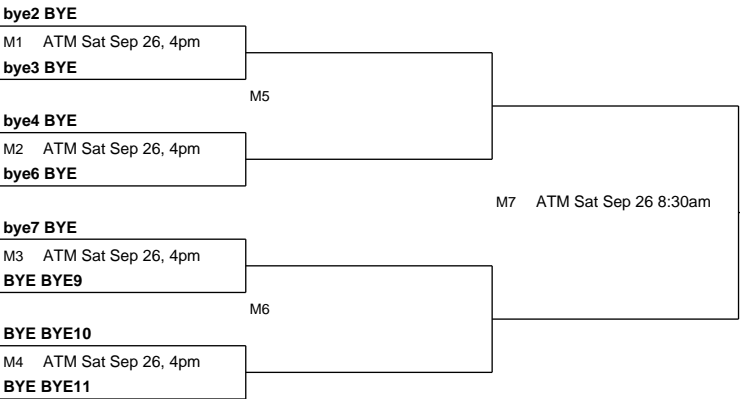 bye2 BYE
M1 ATM Sat Sep 26, 4pm
bye3 BYE
M5
bye4 BYE
M2 ATM Sat Sep 26, 4pm
bye6 BYE
M7 ATM Sat Sep 26 8:30am
bye7 BYE
M3 ATM Sat Sep 26, 4pm
BYE BYE9
M6
BYE BYE10
M4 ATM Sat Sep 26, 4pm
BYE BYE11